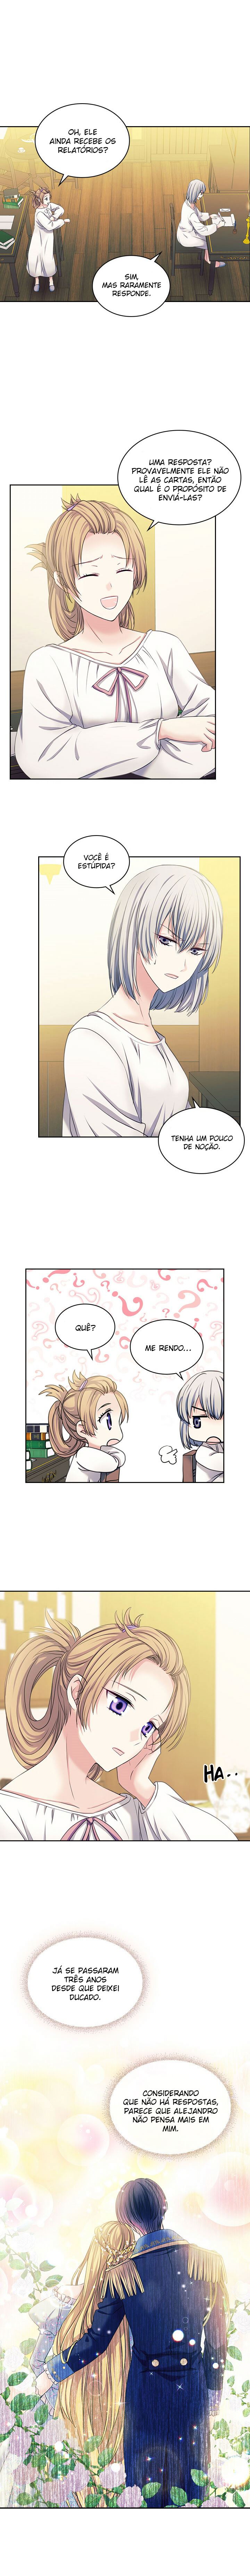 OH, ELE
AINDA RECEBE OS
RELATÓRIOS?
SIM,
MAS RARAMENTE
RESPONDE.
UMA RESPOSTA?
PROVAVELMENTE ELE NÃO
LÊ AS CARTAS, ENTÃO
QUAL É O PROPÓSITO DE
ENVIÁ-LAS?
VOCÊ É
ESTÚPIDA?
TENHA UM POUCO
DE NOÇÃO.
QUÊ?
ME RENDO...
HA..
JÁ SE PASSARAM
TRÊS ANOS
DESDE QUE DEIXEI
DUCADO.
CONSIDERANDO
QUE NÃO HÁ RESPOSTAS,
PARECE QUE ALEJANDRO
NÃO PENSA MAIS EM
MIM.